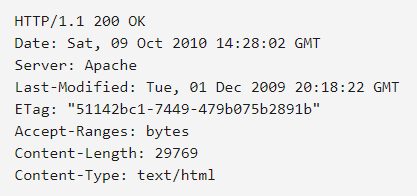 HTTP/1.1 200 OK
Date: Sat, 09 Oct 2010 14:28:02 GMT
Server: Apache
Last-Modified: Tue, 01 Dec 2009 20:18:22 GMT
ETag: "51142bc1-7449-479b075b2891b"
Accept-Ranges: bytes
Content-Length: 29769
Content-Type: text/html